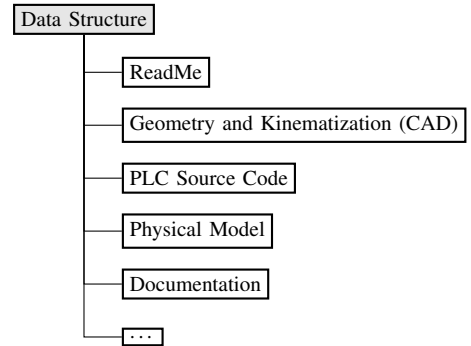 Data Structure
ReadMe
Geometry and Kinematization (CAD)
PLC Source Code
Physical Model
Documentation
...